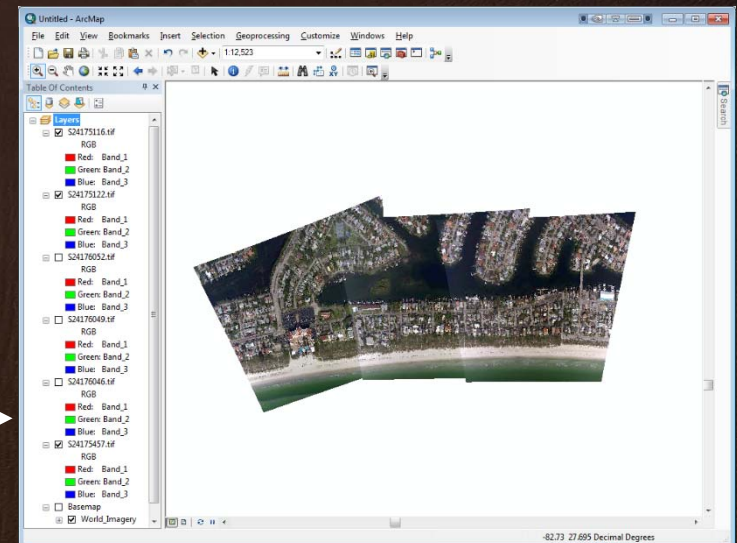 Untitled - ArcMap
File Edit View Bookmarks Insert Selection Geoprocessing Customize Windows Help
1:12,523
Table Of Contents
Layers
S24175116.tif
RGB
Red: Band_1
Green: Band_2
Blue: Band_3
S24175122.tif
RGB
Red: Band_1
Green: Band_2
Blue: Band_3
S24176052.tif
RGB
Red: Band_1
Green: Band_2
Blue: Band_3
S24176049.tif
RGB
Red: Band_1
Green: Band_2
Blue: Band_3
S24176046.tif
RGB
Red: Band_1
Green: Band_2
Blue: Band_3
S24175457.tif
RGB
Red: Band_1
Green: Band_2
Blue: Band_3
Basemap
World_Imagery
Search
-82.73 27.695 Decimal Degrees